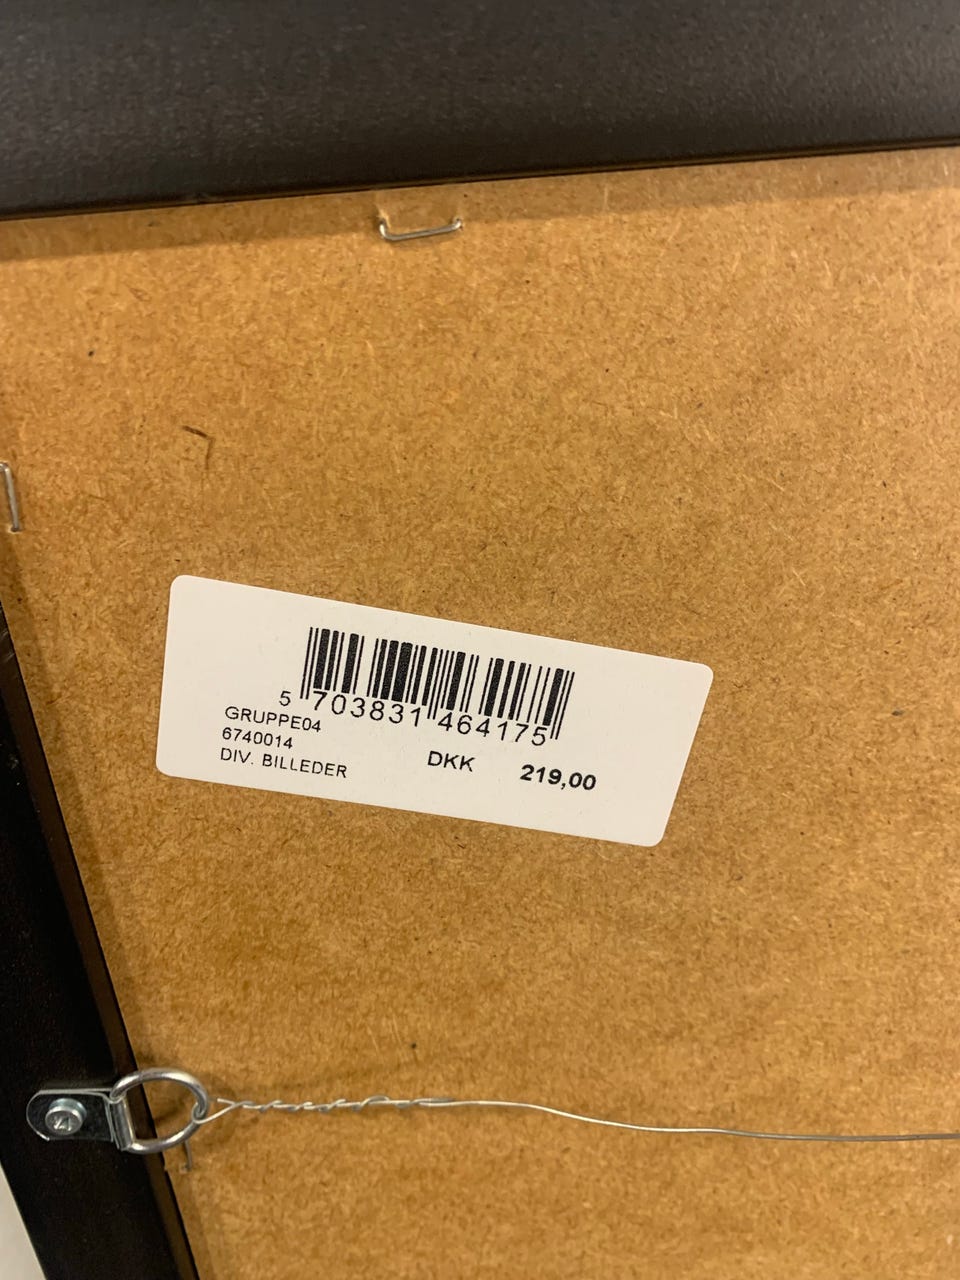 5 703831 464175
GRUPPE04
6740014
DIV. BILLEDER DKK 219,00